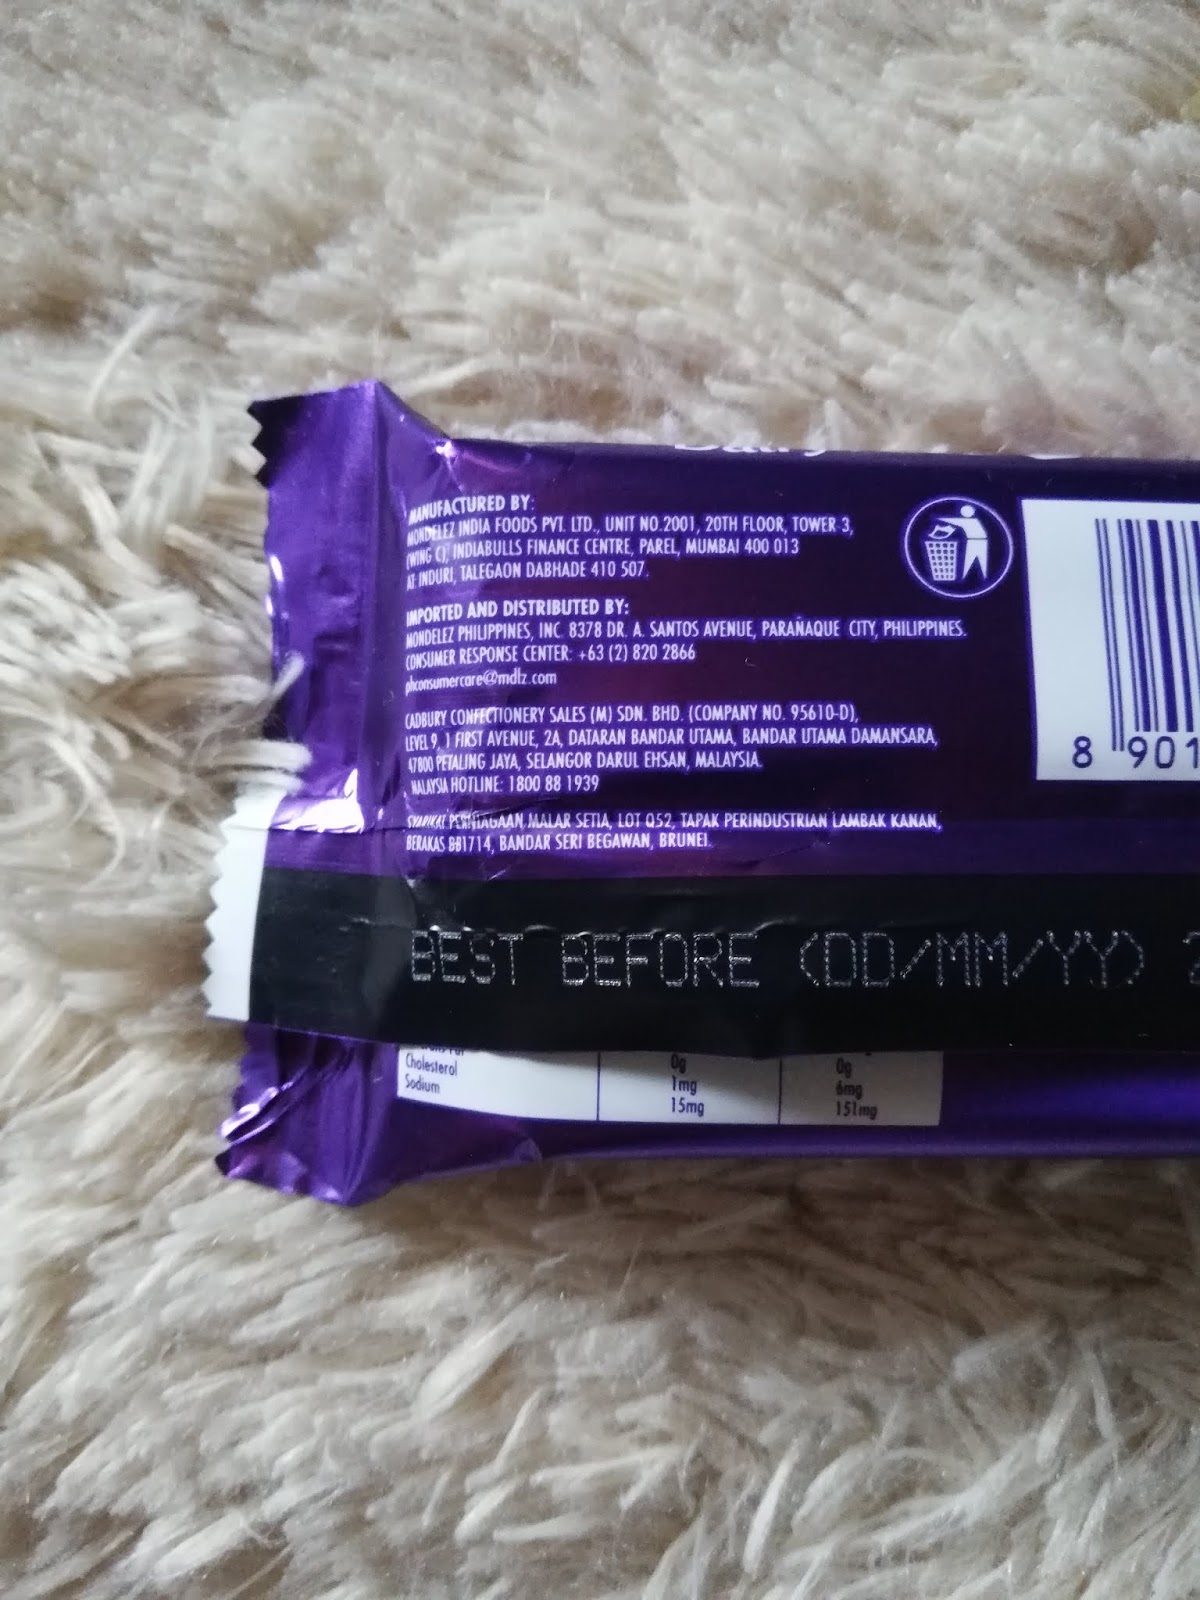 MANUFACTURED BY:
MONDELEZ INDIA FOODS PVT. LTD., UNIT NO.2001, 20TH FLOOR, TOWER 3,
(WING C), INDIABULLS FINANCE CENTRE, PAREL, MUMBAI 400 013
AT: INDURI, TALEGAON DABHADE 410 507.
IMPORTED AND DISTRIBUTED BY:
MONDELEZ PHILIPPINES, INC. 8378 DR. A. SANTOS AVENUE, PARAÑAQUE CITY, PHILIPPINES.
CONSUMER RESPONSE CENTER: +63 (2) 820 2866
phconsumercare@mdlz.com
CADBURY CONFECTIONERY SALES (M) SDN. BHD. (COMPANY NO. 95610-D),
LEVEL 9, 1 FIRST AVENUE, 2A, DATARAN BANDAR UTAMA, BANDAR UTAMA DAMANSARA,
47800 PETALING JAYA, SELANGOR DARUL EHSAN, MALAYSIA.
MALAYSIA HOTLINE: 1800 88 1939
SYARIKAT PERNIAGAAN MALAR SETIA, LOT Q52, TAPAK PERINDUSTRIAN LAMBAK KANAN,
BERAKAS BB1714, BANDAR SERI BEGAWAN, BRUNEI.
8 901
BEST BEFORE (DD/MM/YY) 2
0g 0g
Cholesterol 1mg 6mg
Sodium 15mg 151mg